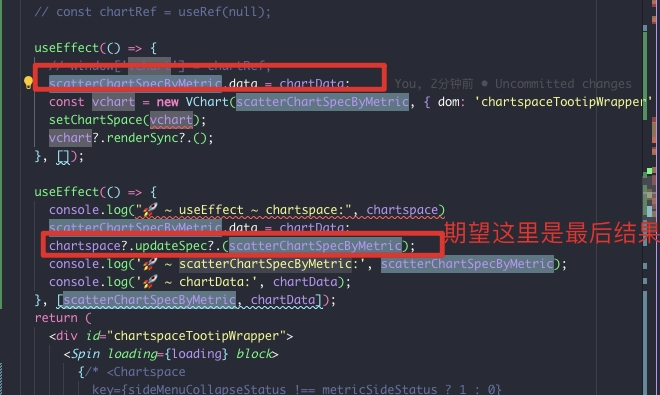 // const chartRef = useRef(null);
useEffect(() => {
// window['vchart'] = chartRef;
scatterChartSpecByMetric.data = chartData; You, 2分钟前 • Uncommitted changes
const vchart = new VChart(scatterChartSpecByMetric, { dom: 'chartspaceTootipWrapper'
setChartSpace(vchart);
vchart?.renderSync?.();
}, []);
useEffect(() => {
console.log("🚀 ~ useEffect ~ chartspace:", chartspace)
scatterChartSpecByMetric.data = chartData;
chartspace?.updateSpec?.(scatterChartSpecByMetric); 期望这里是最后结果
console.log('🚀 ~ scatterChartSpecByMetric:', scatterChartSpecByMetric);
console.log('🚀 ~ chartData:', chartData);
}, [scatterChartSpecByMetric, chartData]);
return (
<div id="chartspaceTootipWrapper">
<Spin loading={loading} block>
{/* <Chartspace
key={sideMenuCollapseStatus !== metricSideStatus ? 1 : 0}